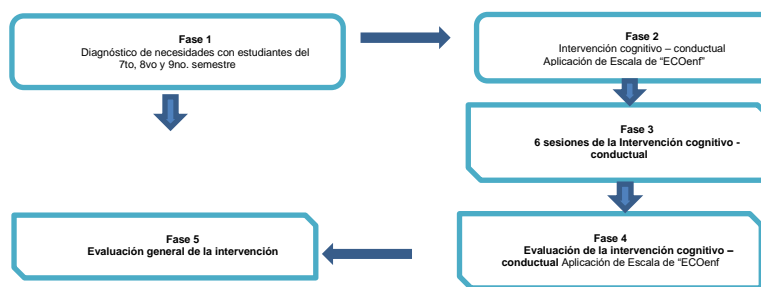 Fase 1
Diagnóstico de necesidades con estudiantes del
7to, 8vo y 9no. semestre
Fase 2
Intervención cognitivo – conductual
Aplicación de Escala de “ECOenf”
Fase 3
6 sesiones de la Intervención cognitivo -
conductual
Fase 4
Evaluación de la intervención cognitivo –
conductual Aplicación de Escala de “ECOenf
Fase 5
Evaluación general de la intervención